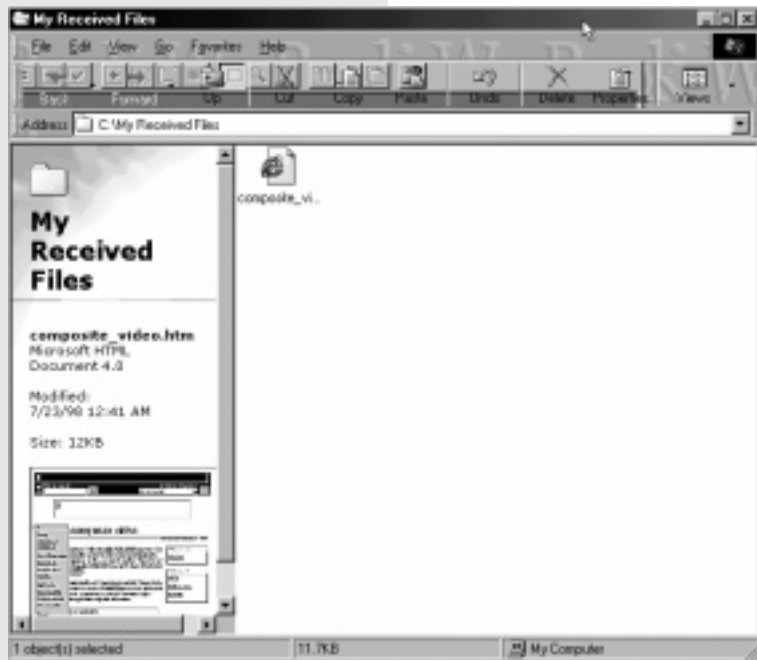 My Received Files
File Edit View Go Favorites Help
Back Forward Up Cut Copy Paste Undo Delete Properties Views
Address C:\My Received Files
composite_vi...
My
Received
Files
composite_video.htm
Microsoft HTML
Document 4.0
Modified:
7/23/98 12:41 AM
Size: 12KB
1 object(s) selected 11.7KB My Computer